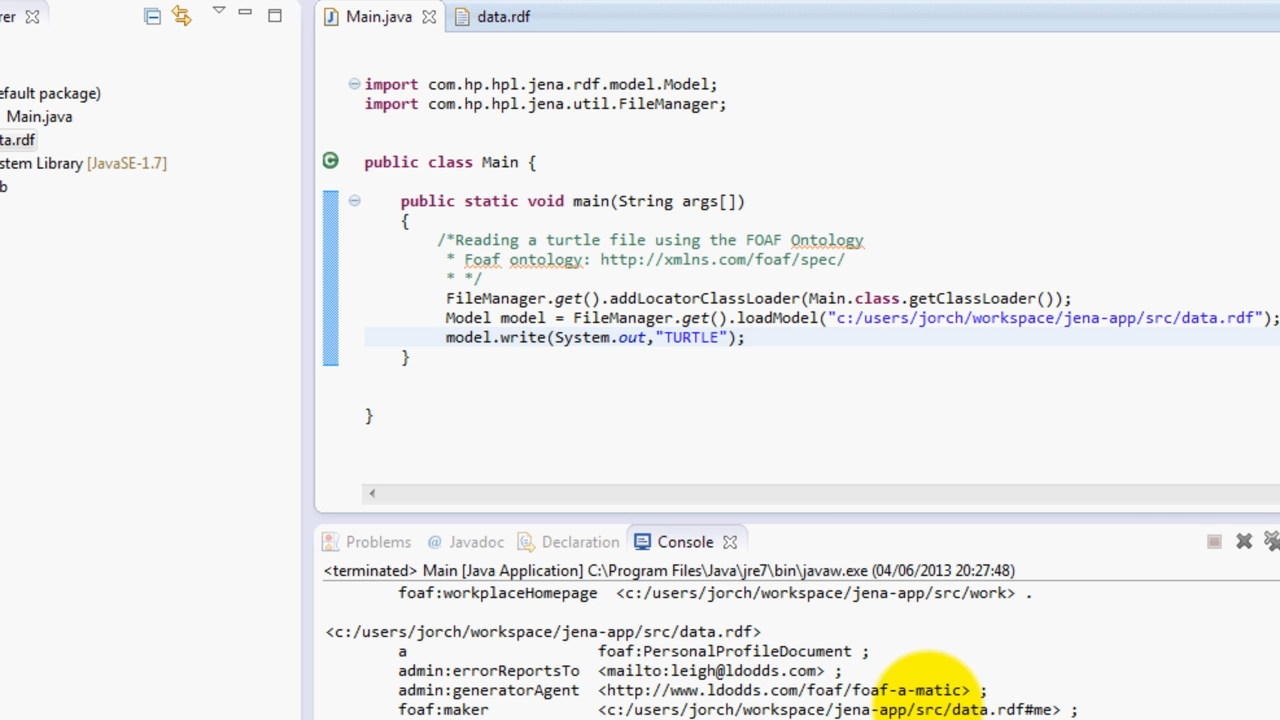 rer
efault package)
Main.java
ta.rdf
stem Library [JavaSE-1.7]
b
Main.java data.rdf
import com.hp.hpl.jena.rdf.model.Model;
import com.hp.hpl.jena.util.FileManager;
public class Main {
public static void main(String args[])
{
/*Reading a turtle file using the FOAF Ontology
* Foaf ontology: http://xmlns.com/foaf/spec/
* */
FileManager.get().addLocatorClassLoader(Main.class.getClassLoader());
Model model = FileManager.get().loadModel("c:/users/jorch/workspace/jena-app/src/data.rdf");
model.write(System.out,"TURTLE");
}
}
Problems @ Javadoc Declaration Console
<terminated> Main [Java Application] C:\Program Files\Java\jre7\bin\javaw.exe (04/06/2013 20:27:48)
foaf:workplaceHomepage <c:/users/jorch/workspace/jena-app/src/work> .
<c:/users/jorch/workspace/jena-app/src/data.rdf>
a foaf:PersonalProfileDocument ;
admin:errorReportsTo <mailto:leigh@ldodds.com> ;
admin:generatorAgent <http://www.ldodds.com/foaf/foaf-a-matic> ;
foaf:maker <c:/users/jorch/workspace/jena-app/src/data.rdf#me> ;